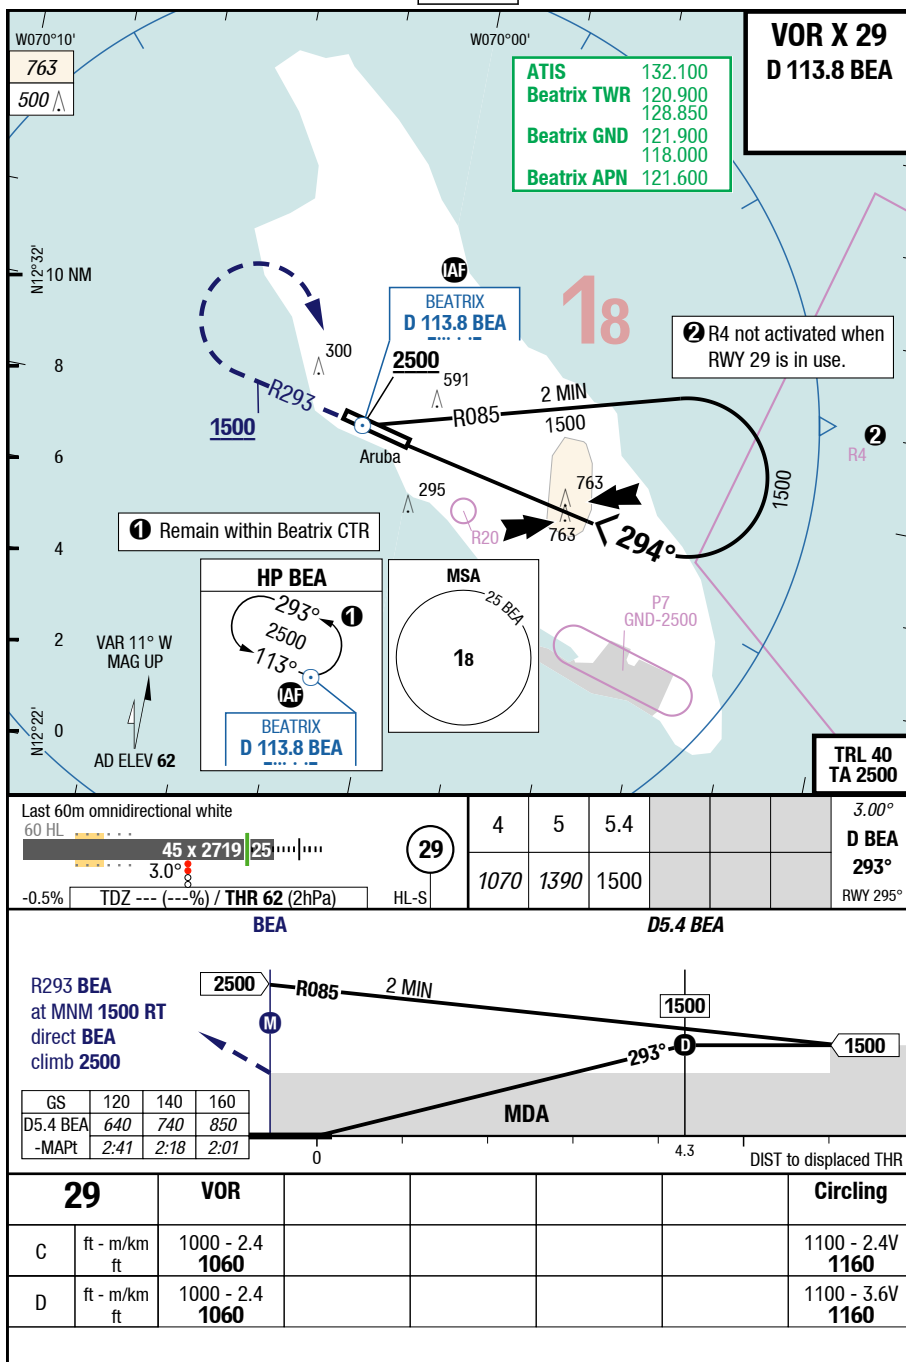 W070°10'
W070°00'
763
500
VOR X 29
D 113.8 BEA
ATIS 132.100
Beatrix TWR 120.900
128.850
Beatrix GND 121.900
118.000
Beatrix APN 121.600
N12°32'
10 NM
IAF
BEATRIX
D 113.8 BEA
18
❷ R4 not activated when
RWY 29 is in use.
300
2500
591
8
R293
2 MIN
R085
1500
1500
❷
R4
Aruba
6
763
1500
295
R20
763
294°
❶ Remain within Beatrix CTR
4
HP BEA
293°
❶
2500
113°
IAF
BEATRIX
D 113.8 BEA
MSA
25 BEA
18
P7
GND-2500
2
VAR 11° W
MAG UP
N12°22'
0
AD ELEV 62
TRL 40
TA 2500
Last 60m omnidirectional white
60 HL
45 x 2719 25
3.0°
-0.5%
TDZ --- (---%) / THR 62 (2hPa)
29
HL-S
4 5 5.4
1070 1390 1500
3.00°
D BEA
293°
RWY 295°
BEA
D5.4 BEA
R293 BEA
at MNM 1500 RT
direct BEA
climb 2500
2500
R085
2 MIN
M
1500
293°
D
1500
MDA
GS 120 140 160
D5.4 BEA 640 740 850
-MAPt 2:41 2:18 2:01
0
4.3
DIST to displaced THR
29 VOR Circling
C ft - m/km 1000 - 2.4 1100 - 2.4V
ft 1060 1160
D ft - m/km 1000 - 2.4 1100 - 3.6V
ft 1060 1160